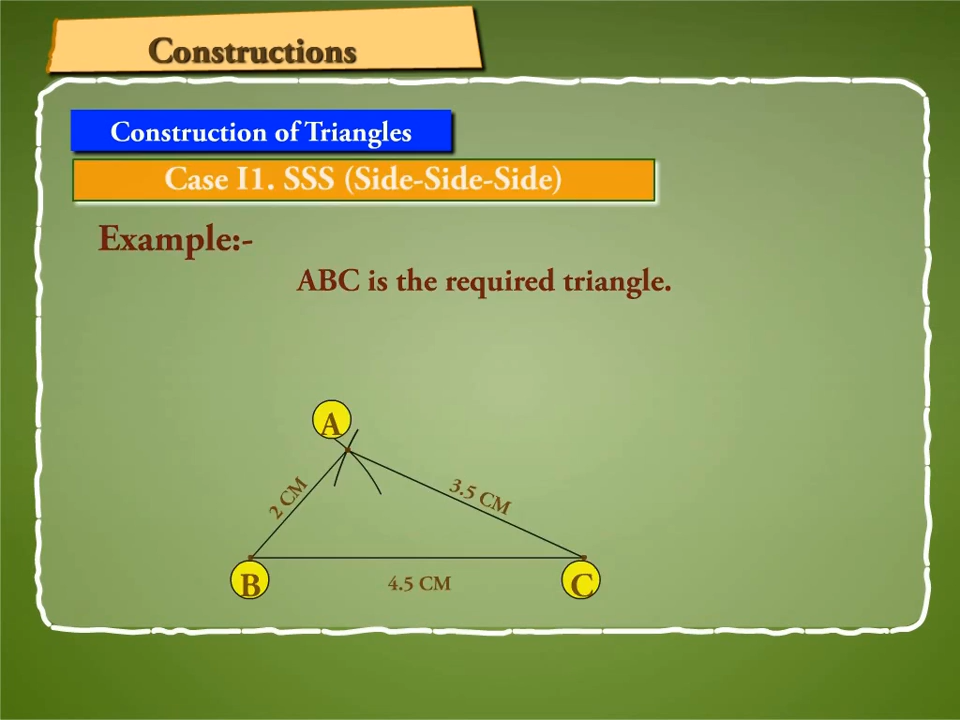 Constructions
Construction of Triangles
Case I1. SSS (Side-Side-Side)
Example:-
ABC is the required triangle.
A
2 CM
3.5 CM
B
4.5 CM
C